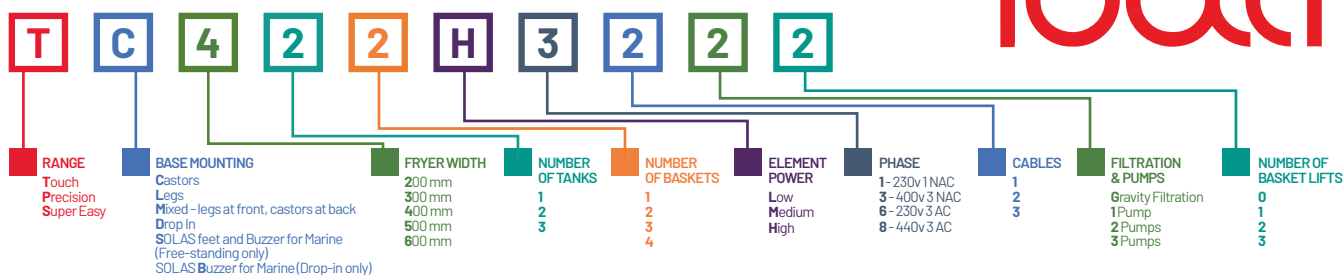 T C 4 2 2 H 3 2 2 2
RANGE
Touch
Precision
Super Easy
BASE MOUNTING
Castors
Legs
Mixed - legs at front, castors at back
Drop In
SOLAS feet and Buzzer for Marine
(Free-standing only)
SOLAS Buzzer for Marine (Drop-in only)
FRYER WIDTH
200 mm
300 mm
400 mm
500 mm
600 mm
NUMBER
OF TANKS
1
2
3
NUMBER
OF BASKETS
1
2
3
4
ELEMENT
POWER
Low
Medium
High
PHASE
1 - 230v 1 NAC
3 - 400v 3 NAC
6 - 230v 3 AC
8 - 440v 3 AC
CABLES
1
2
3
FILTRATION
& PUMPS
Gravity Filtration
1 Pump
2 Pumps
3 Pumps
NUMBER OF
BASKET LIFTS
0
1
2
3